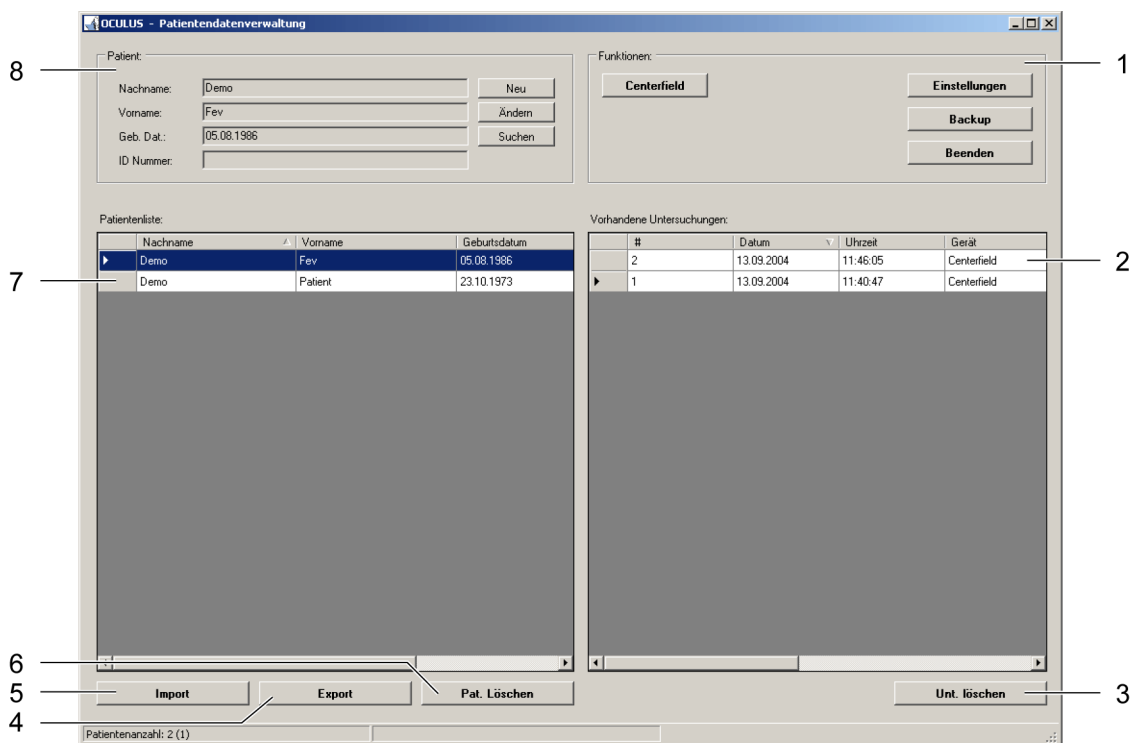 OCULUS - Patientendatenverwaltung
Patient:
Nachname: Demo Neu
Vorname: Fev Ändern
Geb. Dat.: 05.08.1986 Suchen
ID Nummer:
8
Funktionen:
Centerfield Einstellungen
Backup
Beenden
1
Patientenliste:
Nachname Vorname Geburtsdatum
Demo Fev 05.08.1986
Demo Patient 23.10.1973
7
Vorhandene Untersuchungen:
# Datum Uhrzeit Gerät
2 13.09.2004 11:46:05 Centerfield
1 13.09.2004 11:40:47 Centerfield
2
6
5 Import Export Pat. Löschen Unt. löschen 3
4
Patientenanzahl: 2 (1)